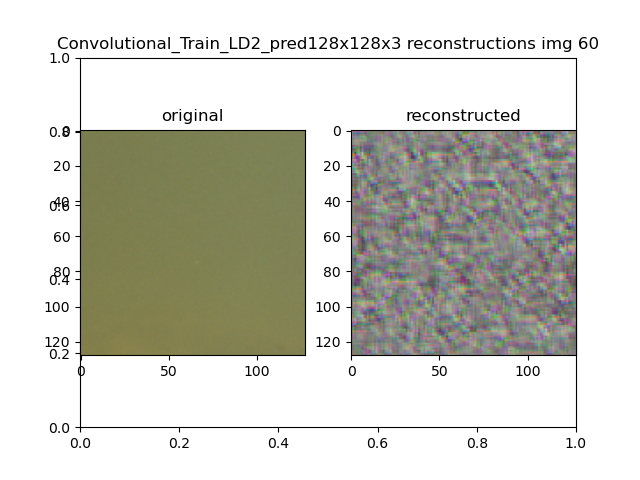 Convolutional_Train_LD2_pred128x128x3 reconstructions img 60
1.0
original reconstructed
0.8 0 0
20 20
40 40
0.6
60 60
80 80
0.4
100 100
120 120
0.2
0 50 100 0 50 100
0.0
0.0 0.2 0.4 0.6 0.8 1.0